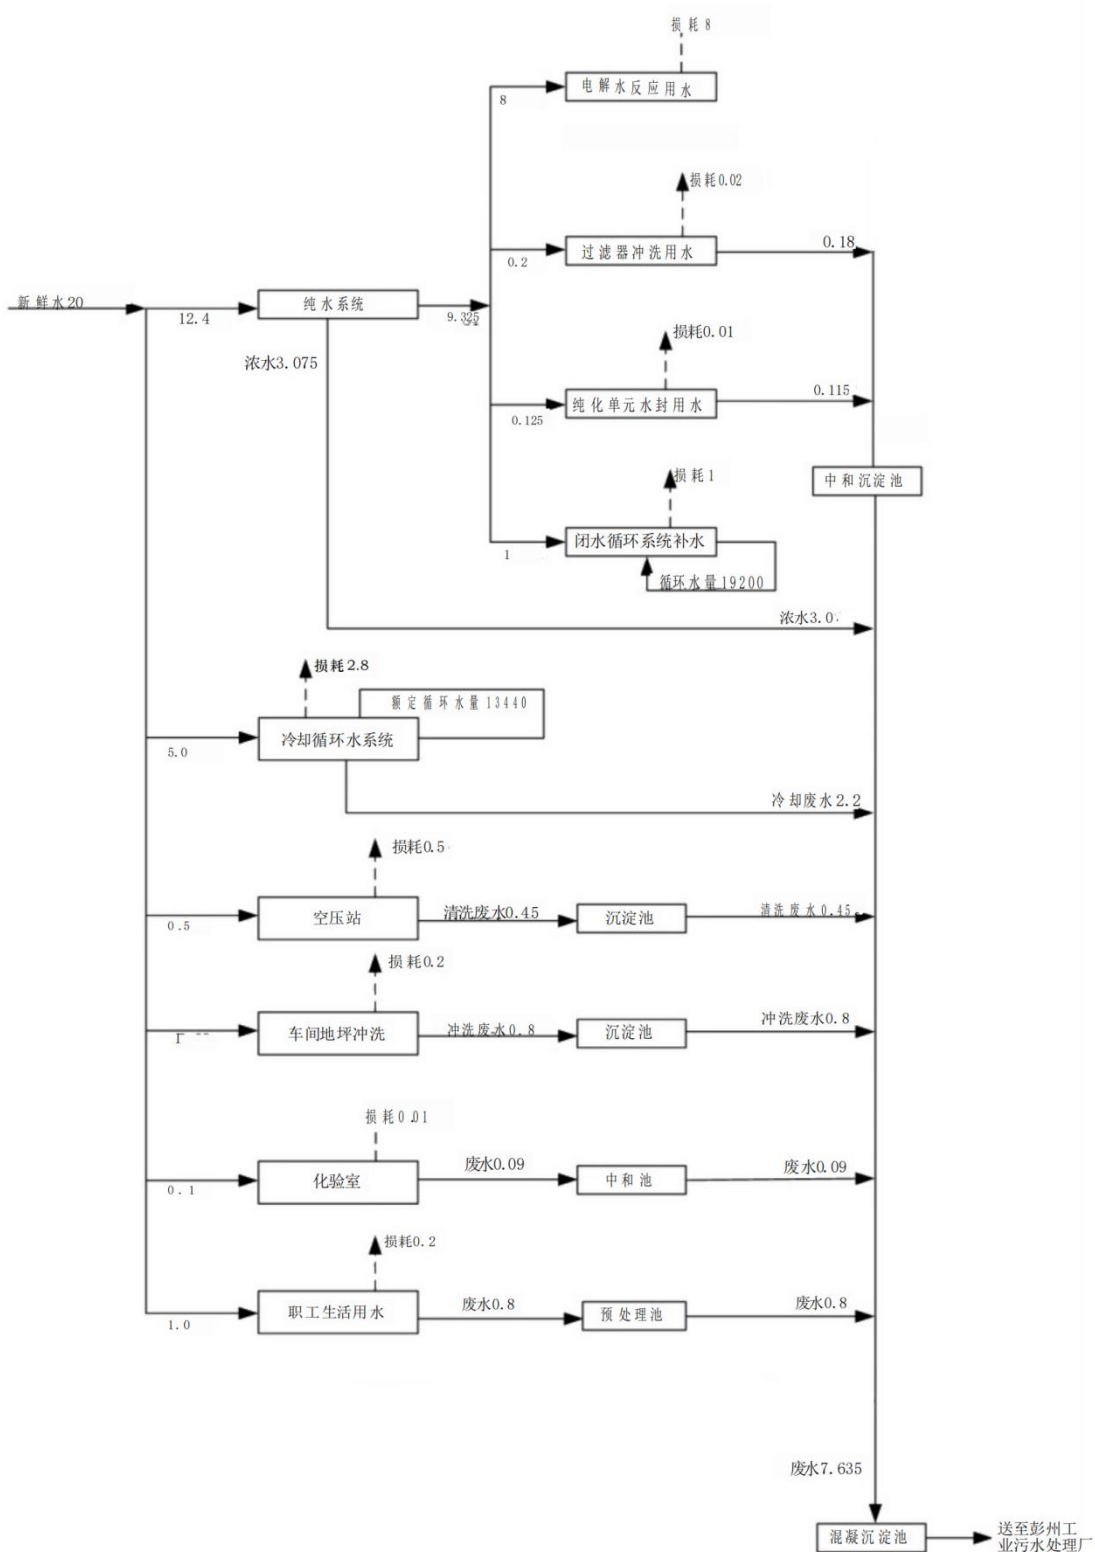 损耗8
电解水反应用水
8
损耗0.02
过滤器冲洗用水
0.18
0.2
新鲜水20
纯水系统
12.4
9.325
浓水3.075
损耗0.01
纯化单元水封用水
0.115
0.125
损耗1
中和沉淀池
闭水循环系统补水
1
循环水量19200
浓水3.0
损耗2.8
额定循环水量13440
冷却循环水系统
5.0
冷却废水2.2
损耗0.5
空压站
清洗废水0.45
沉淀池
清洗废水0.45
0.5
损耗0.2
车间地坪冲洗
冲洗废水0.8
沉淀池
冲洗废水0.8
损耗0.01
化验室
废水0.09
中和池
废水0.09
0.1
损耗0.2
职工生活用水
废水0.8
预处理池
废水0.8
1.0
废水7.635
混凝沉淀池
送至彭州工
业污水处理厂